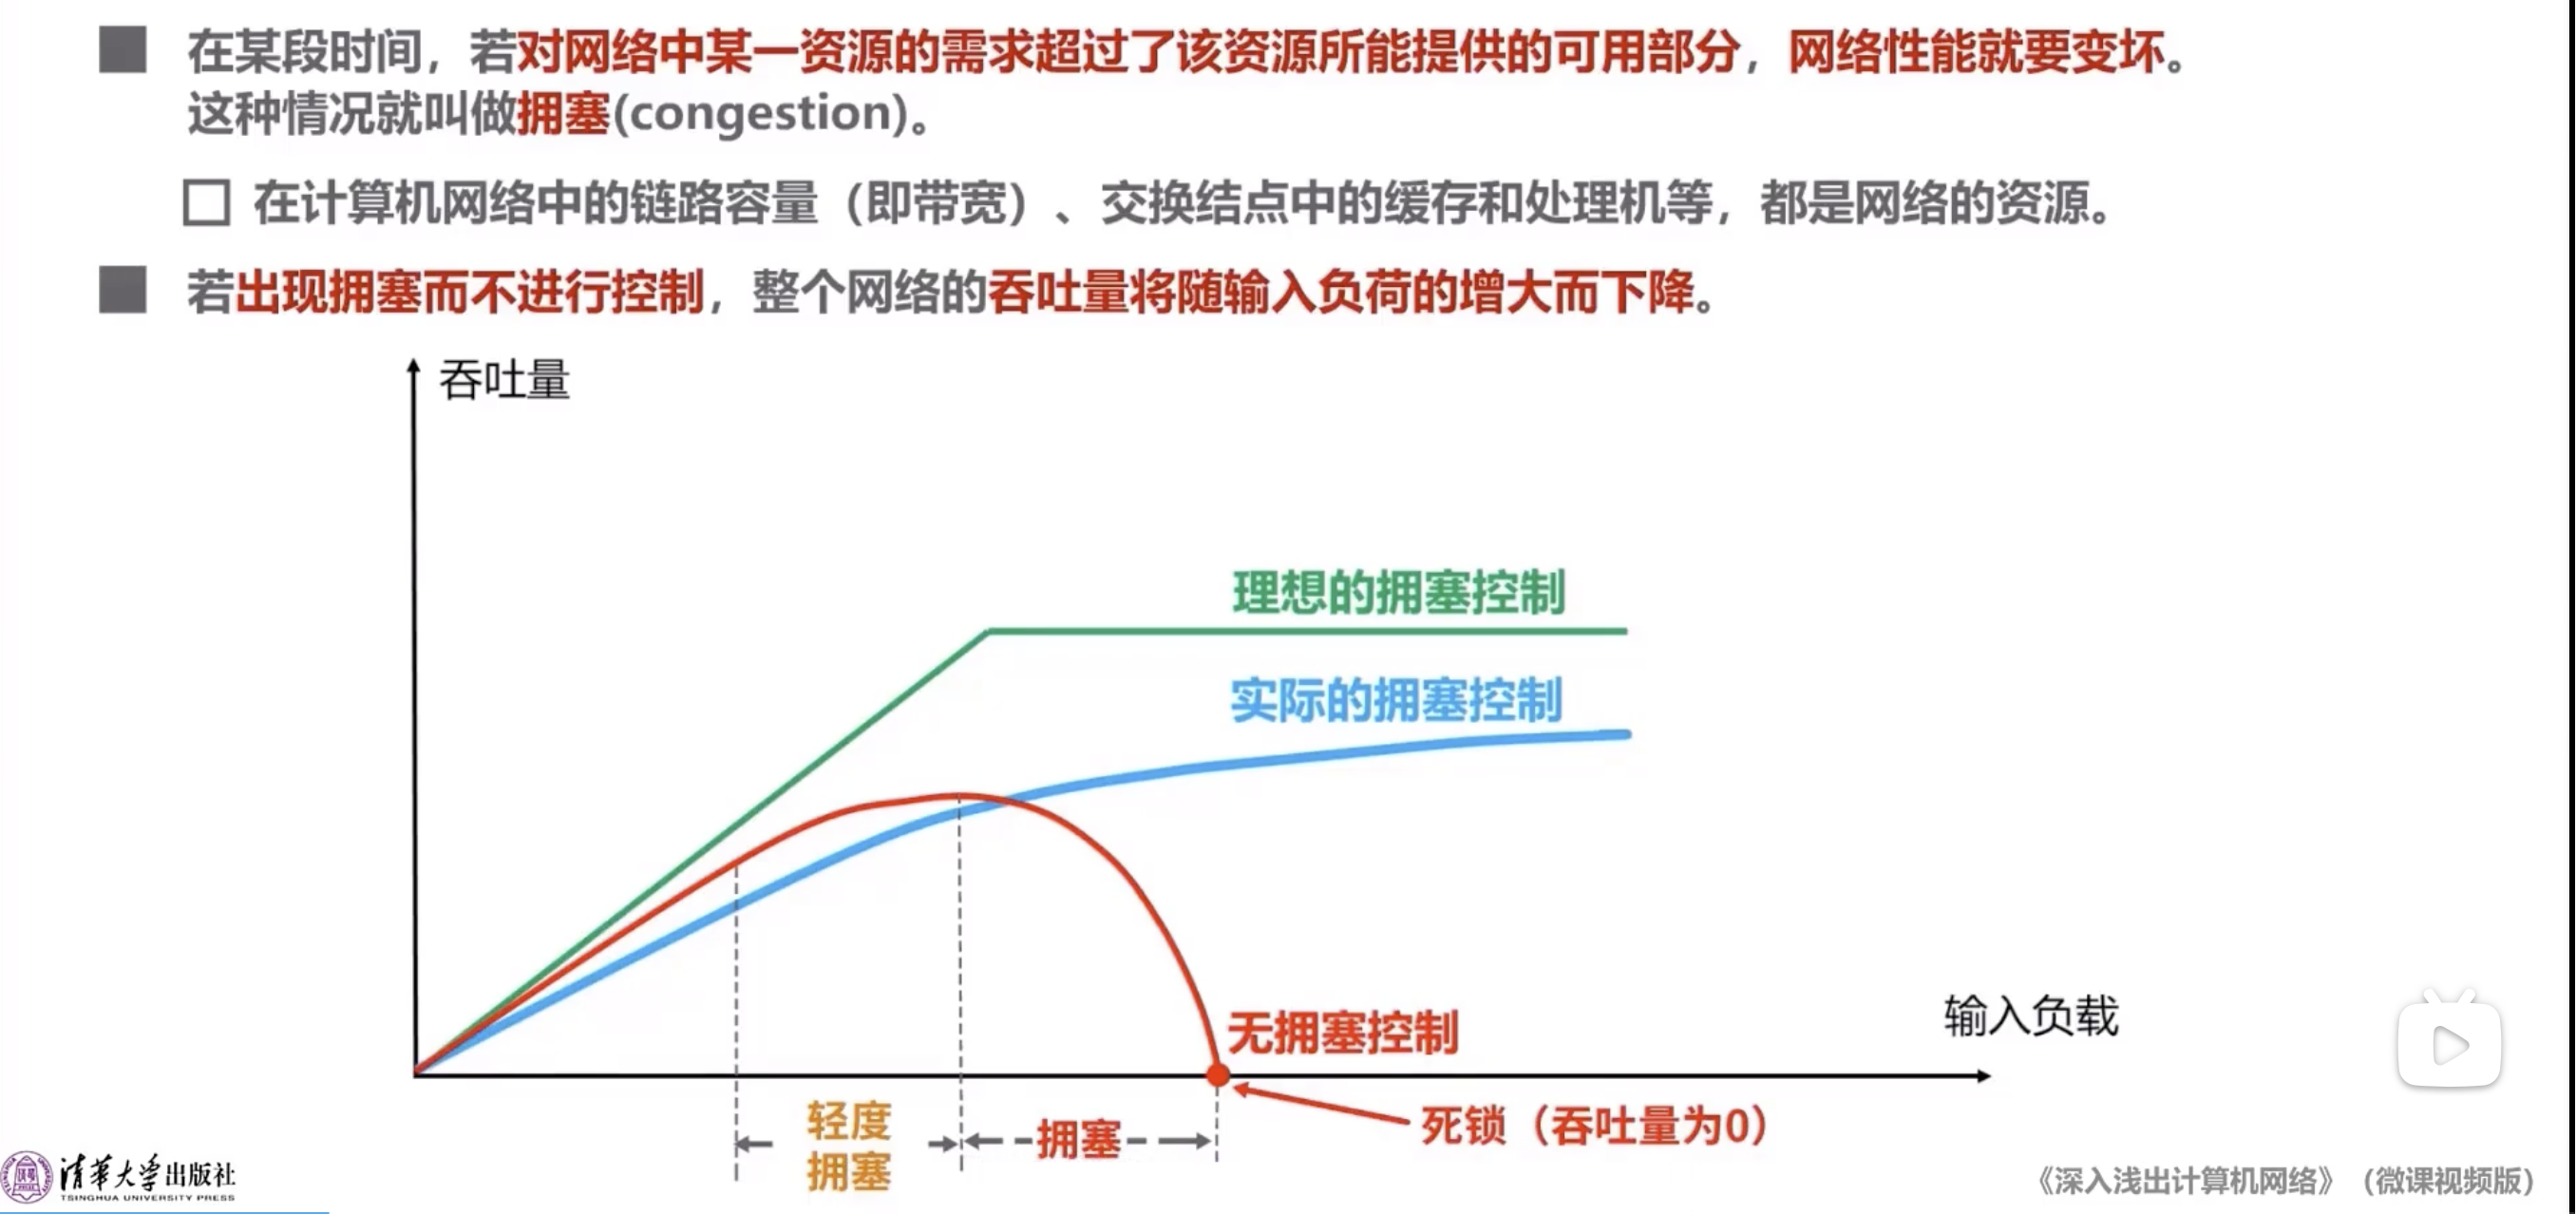 在某段时间，若对网络中某一资源的需求超过了该资源所能提供的可用部分，网络性能就要变坏。
这种情况就叫做拥塞(congestion)。
在计算机网络中的链路容量（即带宽）、交换结点中的缓存和处理机等，都是网络的资源。
若出现拥塞而不进行控制，整个网络的吞吐量将随输入负荷的增大而下降。
吞吐量
理想的拥塞控制
实际的拥塞控制
无拥塞控制
输入负载
轻度
拥塞
拥塞
死锁（吞吐量为0）
清华大学出版社
TSINGHUA UNIVERSITY PRESS
《深入浅出计算机网络》（微课视频版）